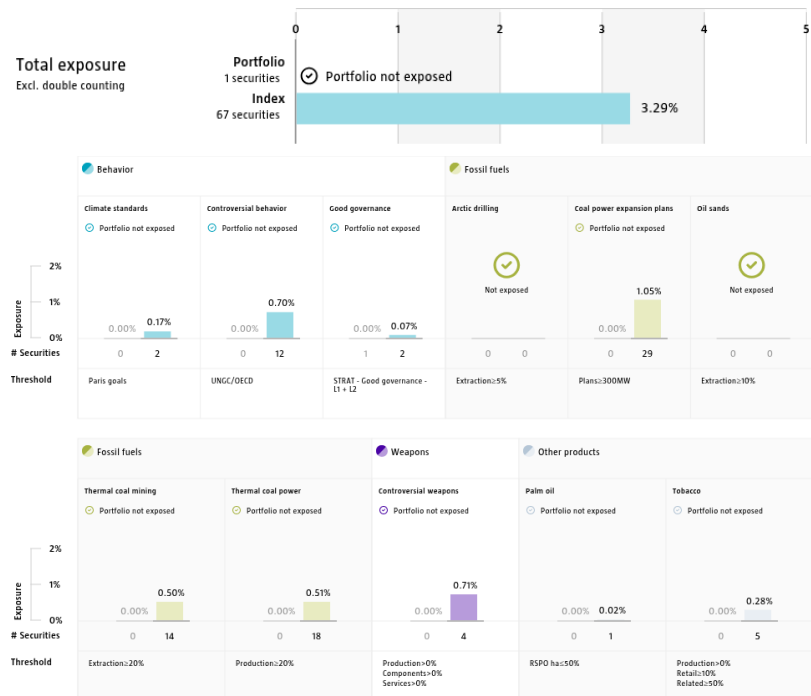 0 1 2 3 4 5
Total exposure
Excl. double counting
Portfolio
1 securities
Portfolio not exposed
Index
67 securities
3.29%
Behavior
Fossil fuels
Climate standards
Controversial behavior
Good governance
Arctic drilling
Coal power expansion plans
Oil sands
Portfolio not exposed
Portfolio not exposed
Portfolio not exposed
Portfolio not exposed
Exposure
2%
1%
0%
0.00% 0.17%
0.00% 0.70%
0.00% 0.07%
Not exposed
0.00% 1.05%
Not exposed
# Securities
0 2
0 12
1 2
0 0
0 29
0 0
Threshold
Paris goals
UNGC/OECD
STRAT - Good governance -
L1 + L2
Extraction≥5%
Plans≥300MW
Extraction≥10%
Fossil fuels
Weapons
Other products
Thermal coal mining
Thermal coal power
Controversial weapons
Palm oil
Tobacco
Portfolio not exposed
Portfolio not exposed
Portfolio not exposed
Portfolio not exposed
Portfolio not exposed
Exposure
2%
1%
0%
0.00% 0.50%
0.00% 0.51%
0.00% 0.71%
0.00% 0.02%
0.00% 0.28%
# Securities
0 14
0 18
0 4
0 1
0 5
Threshold
Extraction≥20%
Production≥20%
Production>0%
Components>0%
Services>0%
RSPO ha≤50%
Production>0%
Retail≥10%
Related≥50%